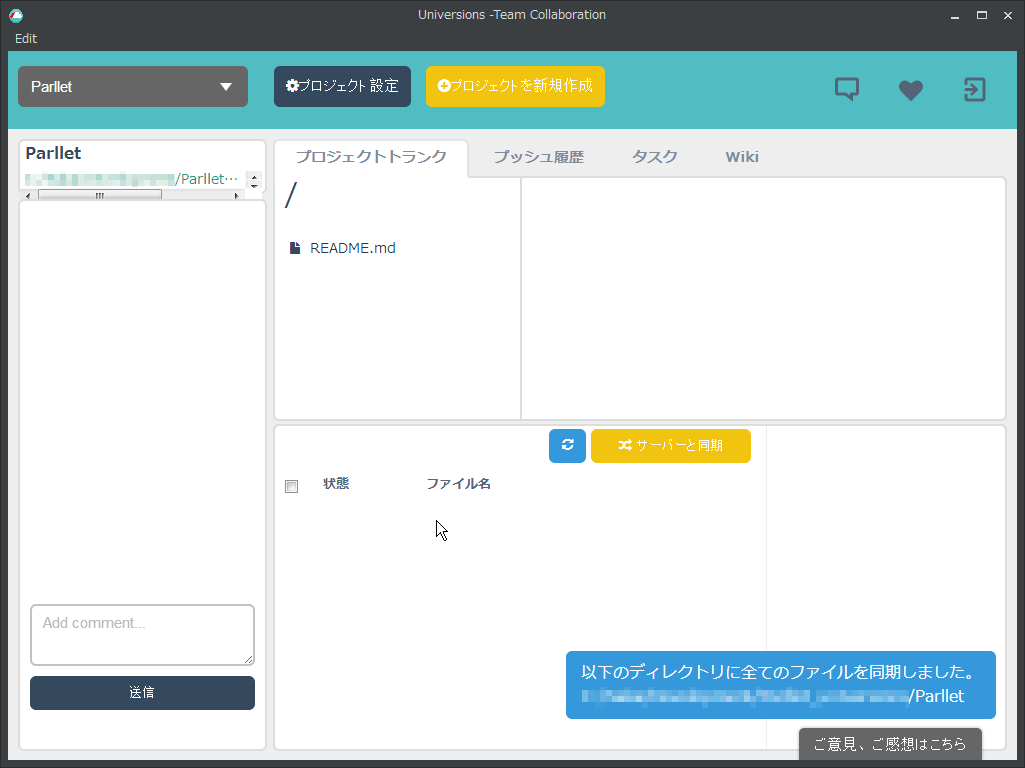 Universions -Team Collaboration
Edit
Parllet
プロジェクト 設定
プロジェクトを新規作成
Parllet
/Parllet…
プロジェクトトランク
プッシュ履歴
タスク
Wiki
/
README.md
サーバーと同期
状態
ファイル名
Add comment...
送信
以下のディレクトリに全てのファイルを同期しました。
/Parllet
ご意見、ご感想はこちら